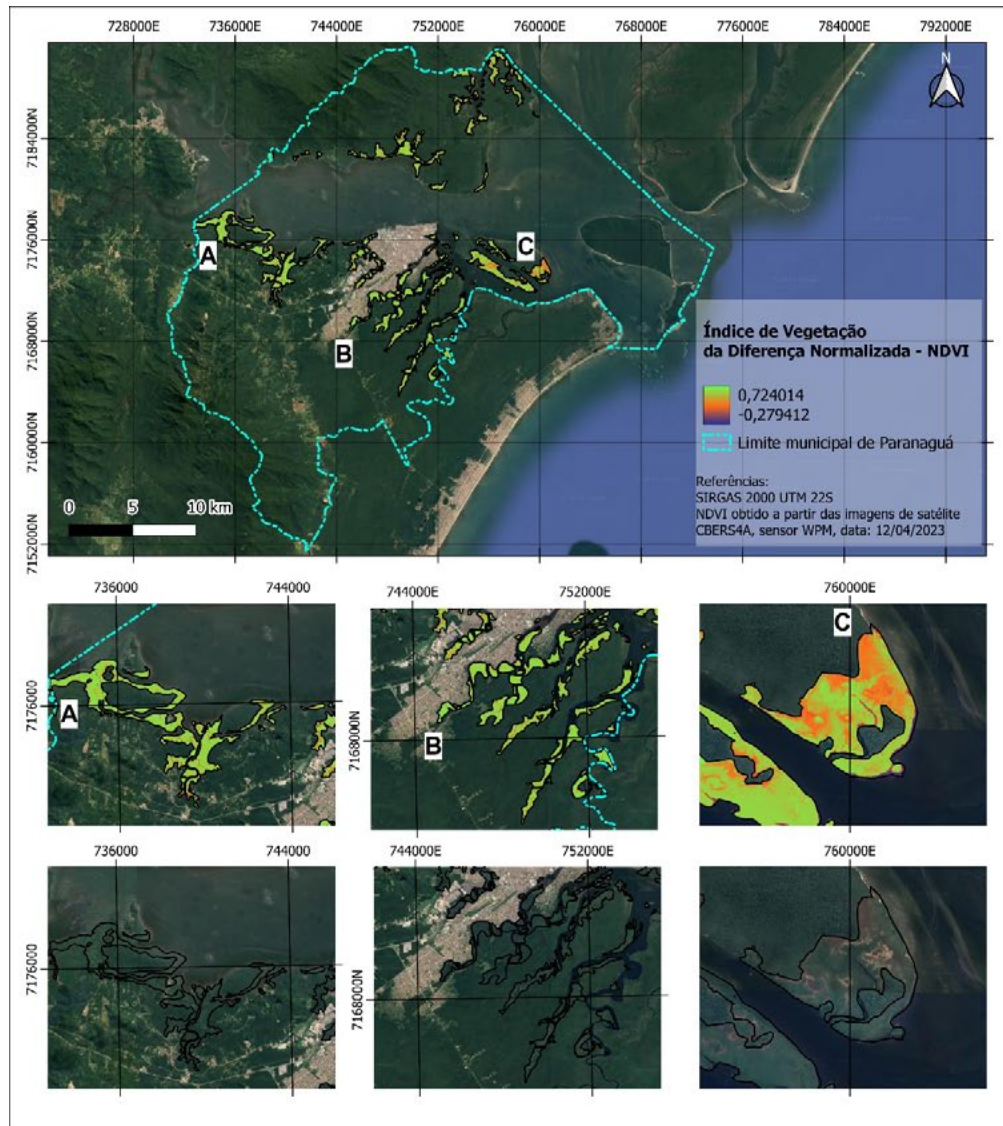 728000E 736000E 744000E 752000E 760000E 768000E 776000E 784000E 792000E
N
7184000N
A
7176000N
C
B
7168000N
7160000N
7152000N
Índice de Vegetação
da Diferença Normalizada - NDVI
0,724014
-0,279412
Limite municipal de Paranaguá
Referências:
SIRGAS 2000 UTM 22S
NDVI obtido a partir das imagens de satélite
CBERS4A, sensor WPM, data: 12/04/2023
0 5 10 km
736000 744000
7176000
A
744000E 752000E
7168000N
B
760000E
C
736000 744000
7176000
744000E 752000E
7168000N
760000E